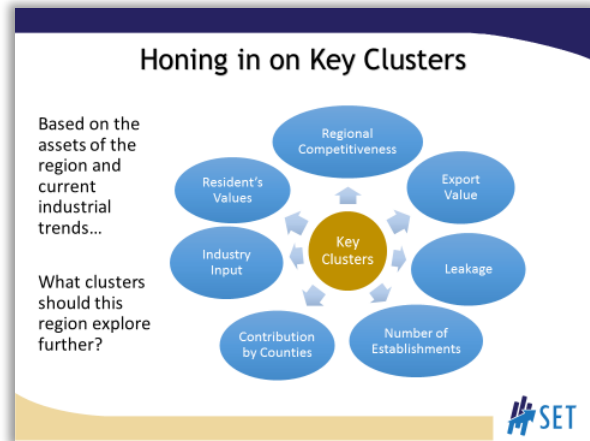 Honing in on Key Clusters
Based on the
assets of the
region and
current
industrial
trends...
What clusters
should this
region explore
further?
Regional
Competitiveness
Export
Value
Leakage
Number of
Establishments
Contribution
by Counties
Industry
Input
Resident's
Values
Key
Clusters
SET